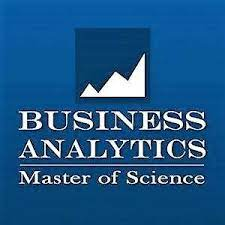 BUSINESS
ANALYTICS
Master of Science